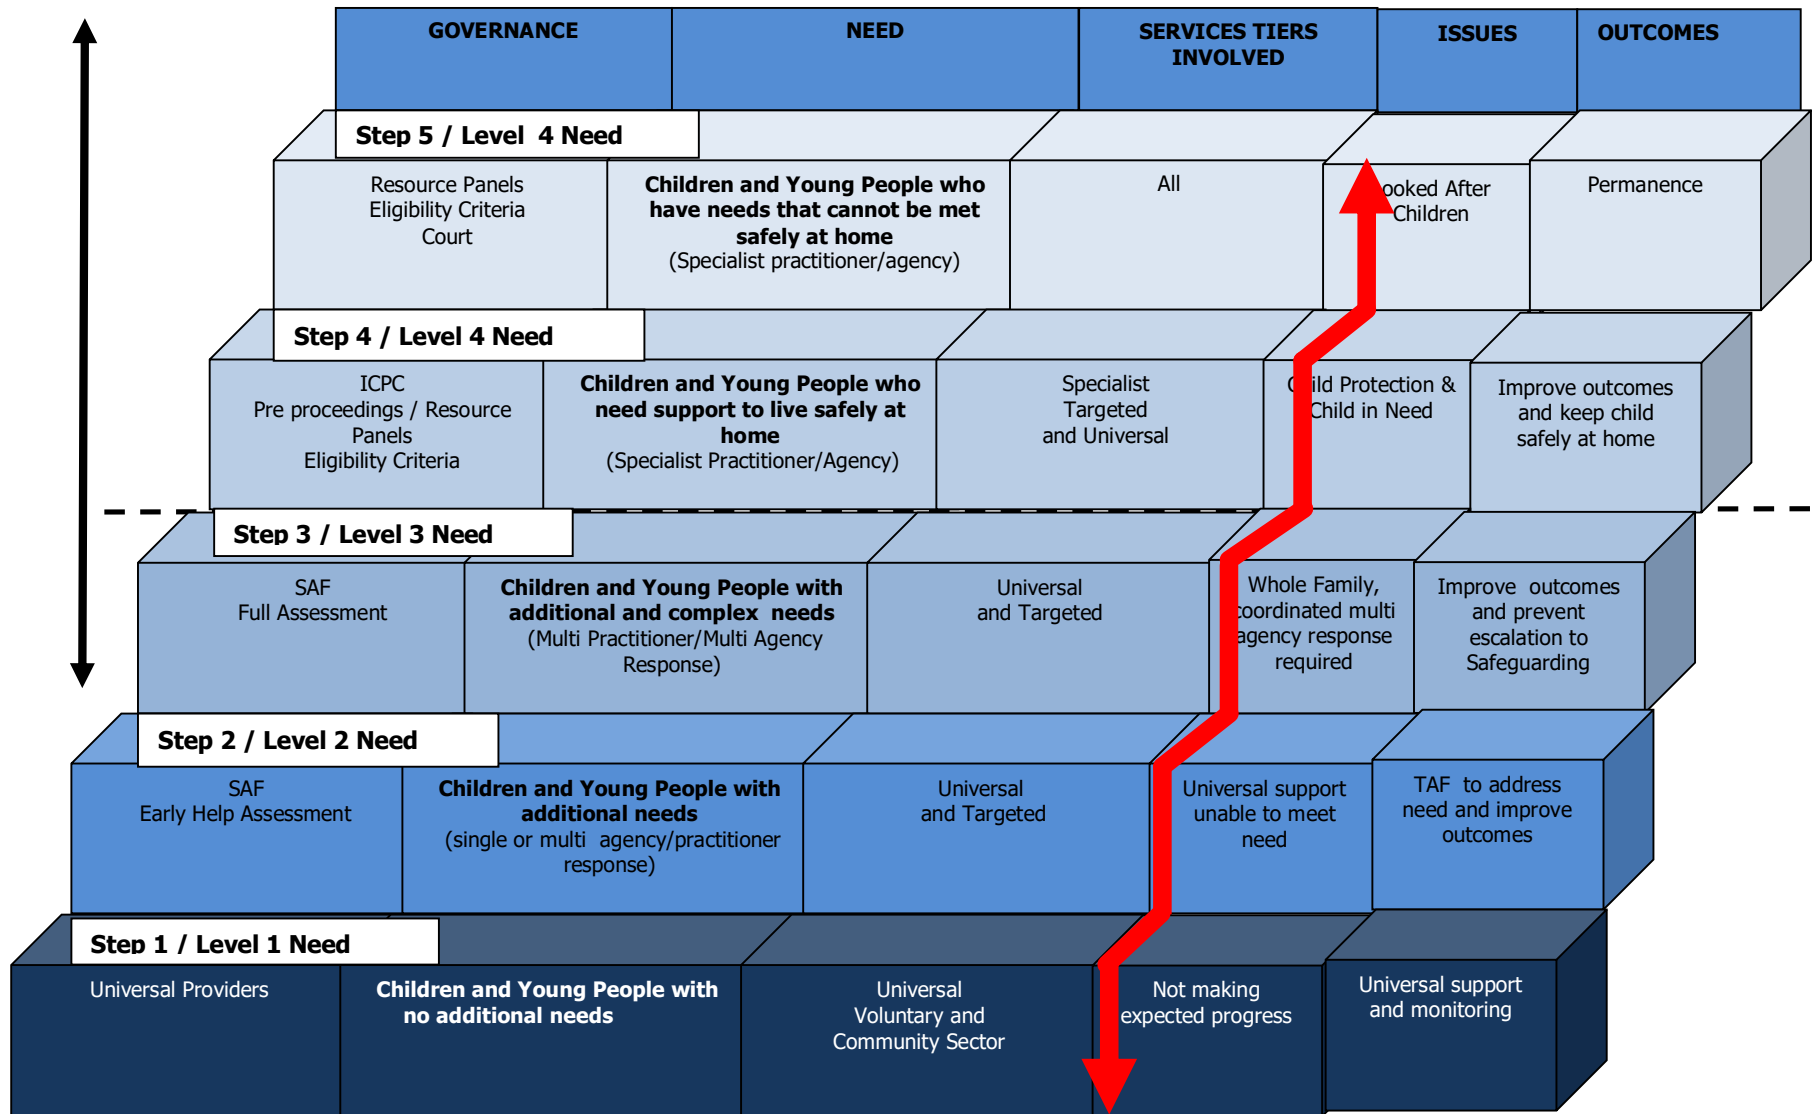 GOVERNANCE
NEED
SERVICES TIERS
INVOLVED
ISSUES
OUTCOMES
Step 5 / Level 4 Need
Resource Panels
Eligibility Criteria
Court
Children and Young People who
have needs that cannot be met
safely at home
(Specialist practitioner/agency)
All
ooked After
Children
Permanence
Step 4 / Level 4 Need
ICPC
Pre proceedings / Resource
Panels
Eligibility Criteria
Children and Young People who
need support to live safely at
home
(Specialist Practitioner/Agency)
Specialist
Targeted
and Universal
Child Protection &
Child in Need
Improve outcomes
and keep child
safely at home
Step 3 / Level 3 Need
SAF
Full Assessment
Children and Young People with
additional and complex needs
(Multi Practitioner/Multi Agency
Response)
Universal
and Targeted
Whole Family,
coordinated multi
agency response
required
Improve outcomes
and prevent
escalation to
Safeguarding
Step 2 / Level 2 Need
SAF
Early Help Assessment
Children and Young People with
additional needs
(single or multi agency/practitioner
response)
Universal
and Targeted
Universal support
unable to meet
need
TAF to address
need and improve
outcomes
Step 1 / Level 1 Need
Universal Providers
Children and Young People with
no additional needs
Universal
Voluntary and
Community Sector
Not making
expected progress
Universal support
and monitoring